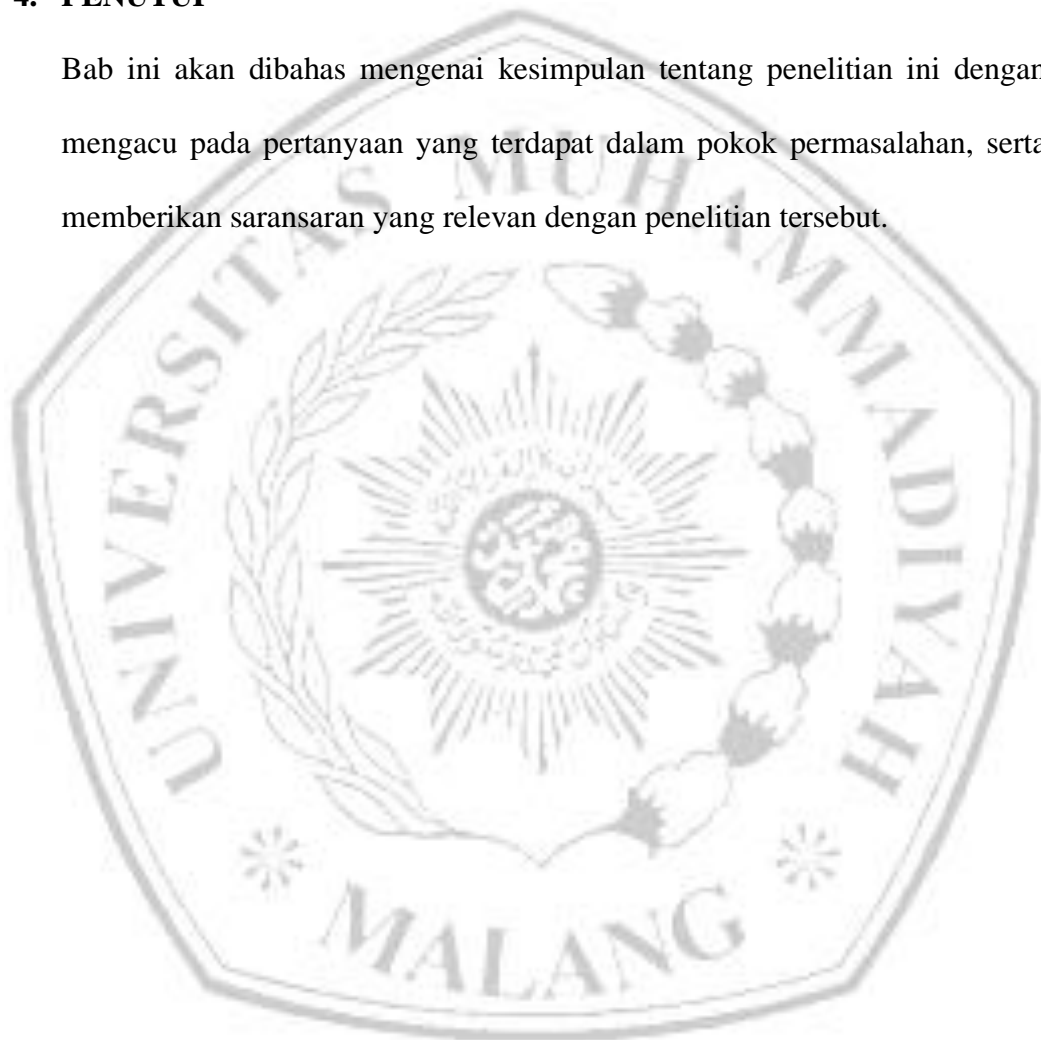 4. PENUTUP
Bab ini akan dibahas mengenai kesimpulan tentang penelitian ini dengan
mengacu pada pertanyaan yang terdapat dalam pokok permasalahan, serta
memberikan saransaran yang relevan dengan penelitian tersebut.
UNIVERSITAS MUHAMMADIYAH
MALANG